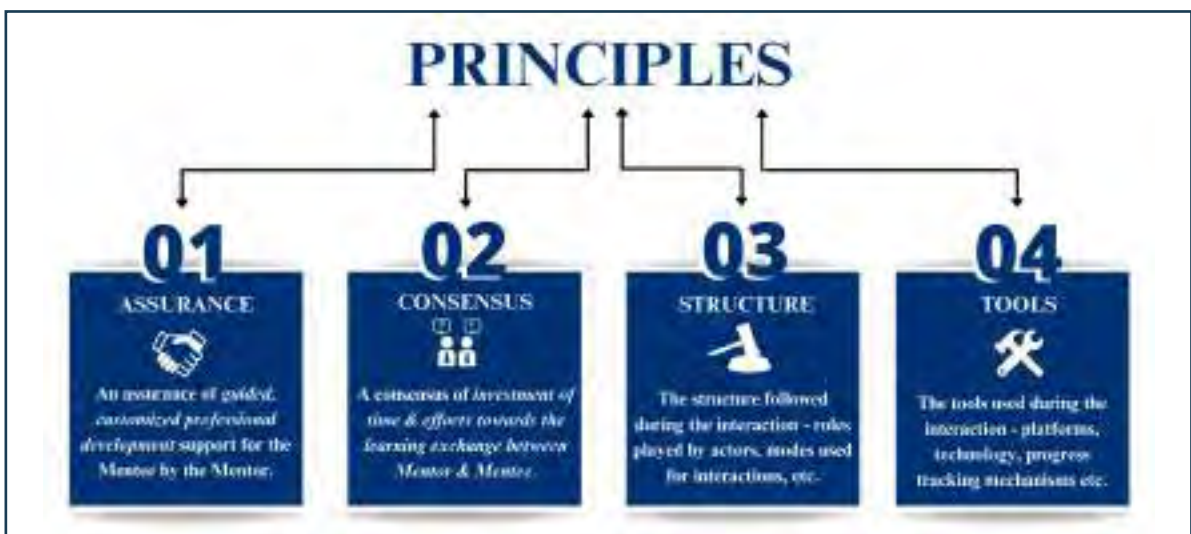 PRINCIPLES
01
ASSURANCE
An assurance of guided,
customized professional
development support for the
by the Mentor.
02
CONSENSUS
A consensus of investment of
time & efforts towards the
learning exchange between
Mentor & Mentee.
03
STRUCTURE
The structure followed
during the interaction - roles
played by actors, modes used
for interactions, etc.
04
TOOLS
The tools used during the
interaction - platforms,
technology, progress
tracking mechanisms etc.